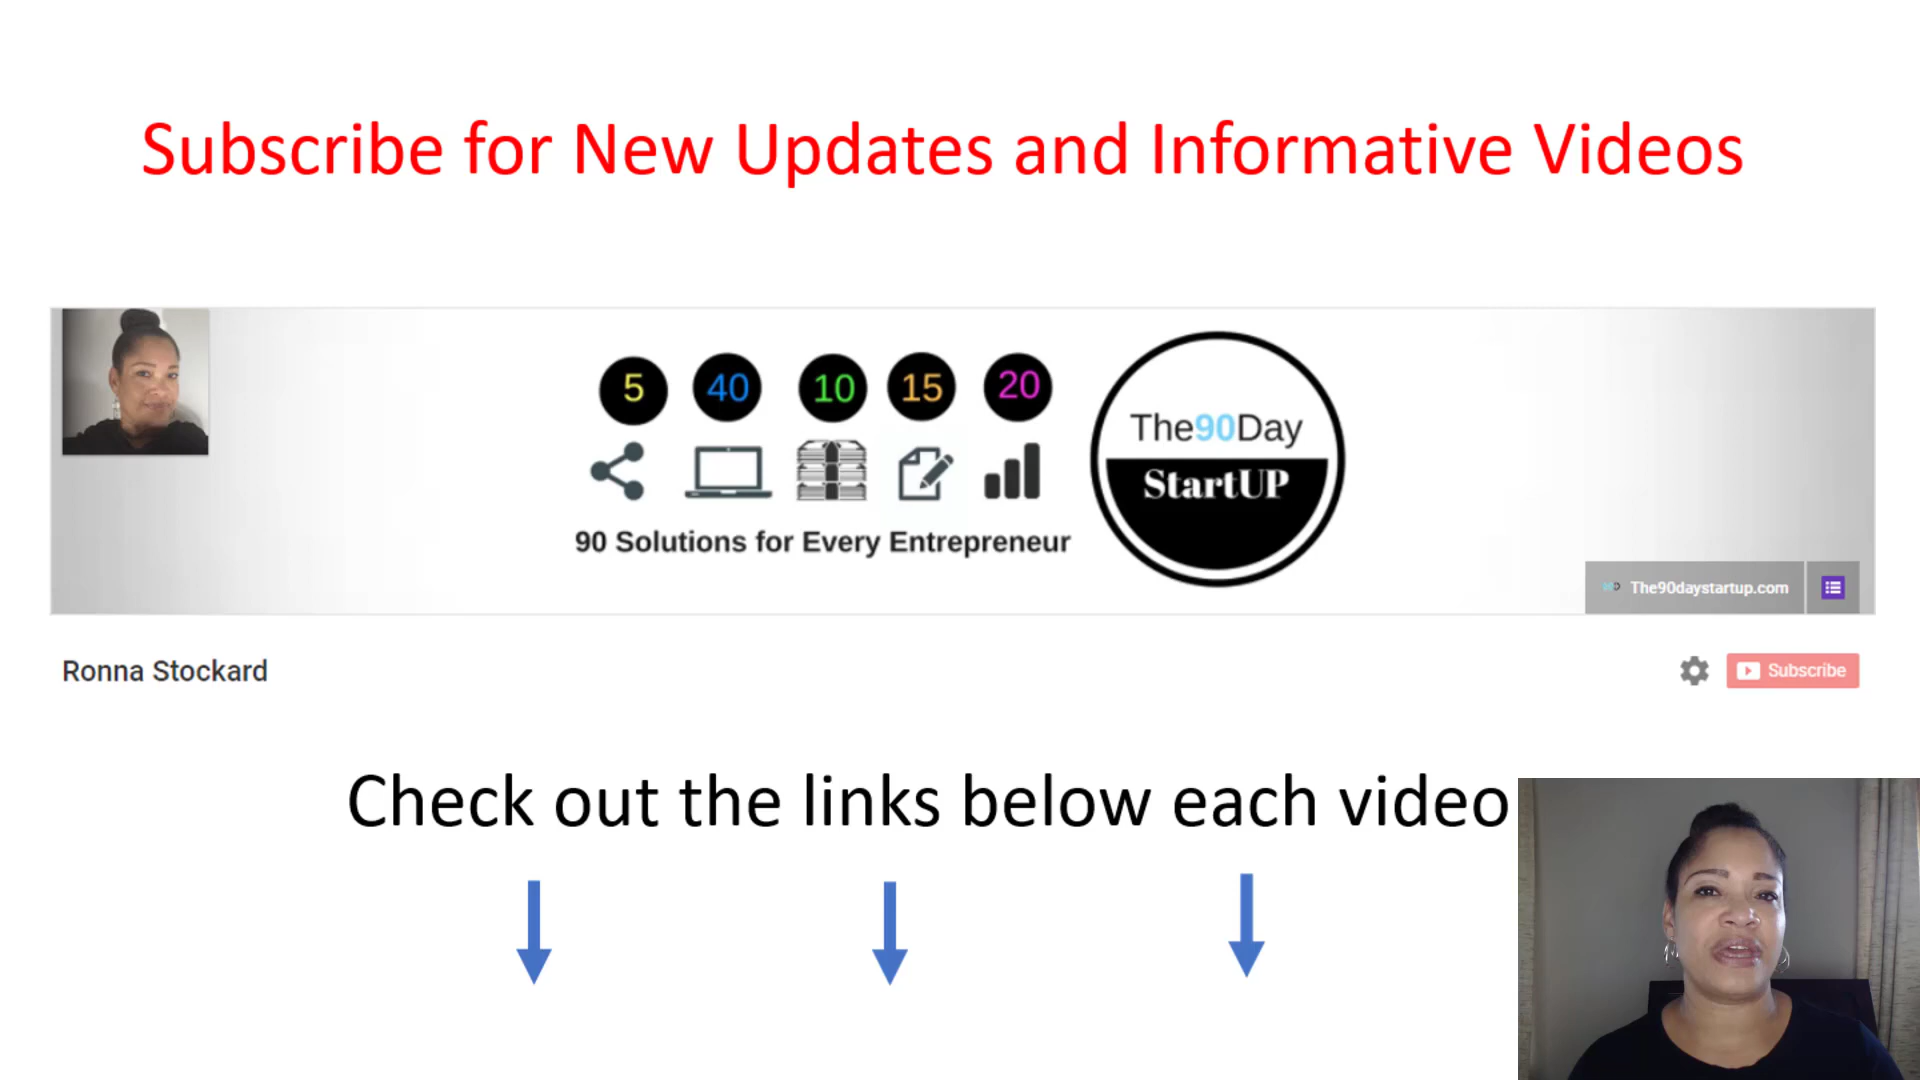 Subscribe for New Updates and Informative Videos
5 40 10 15 20
The90Day
StartUP
90 Solutions for Every Entrepreneur
The90daystartup.com
Ronna Stockard
Subscribe
Check out the links below each video